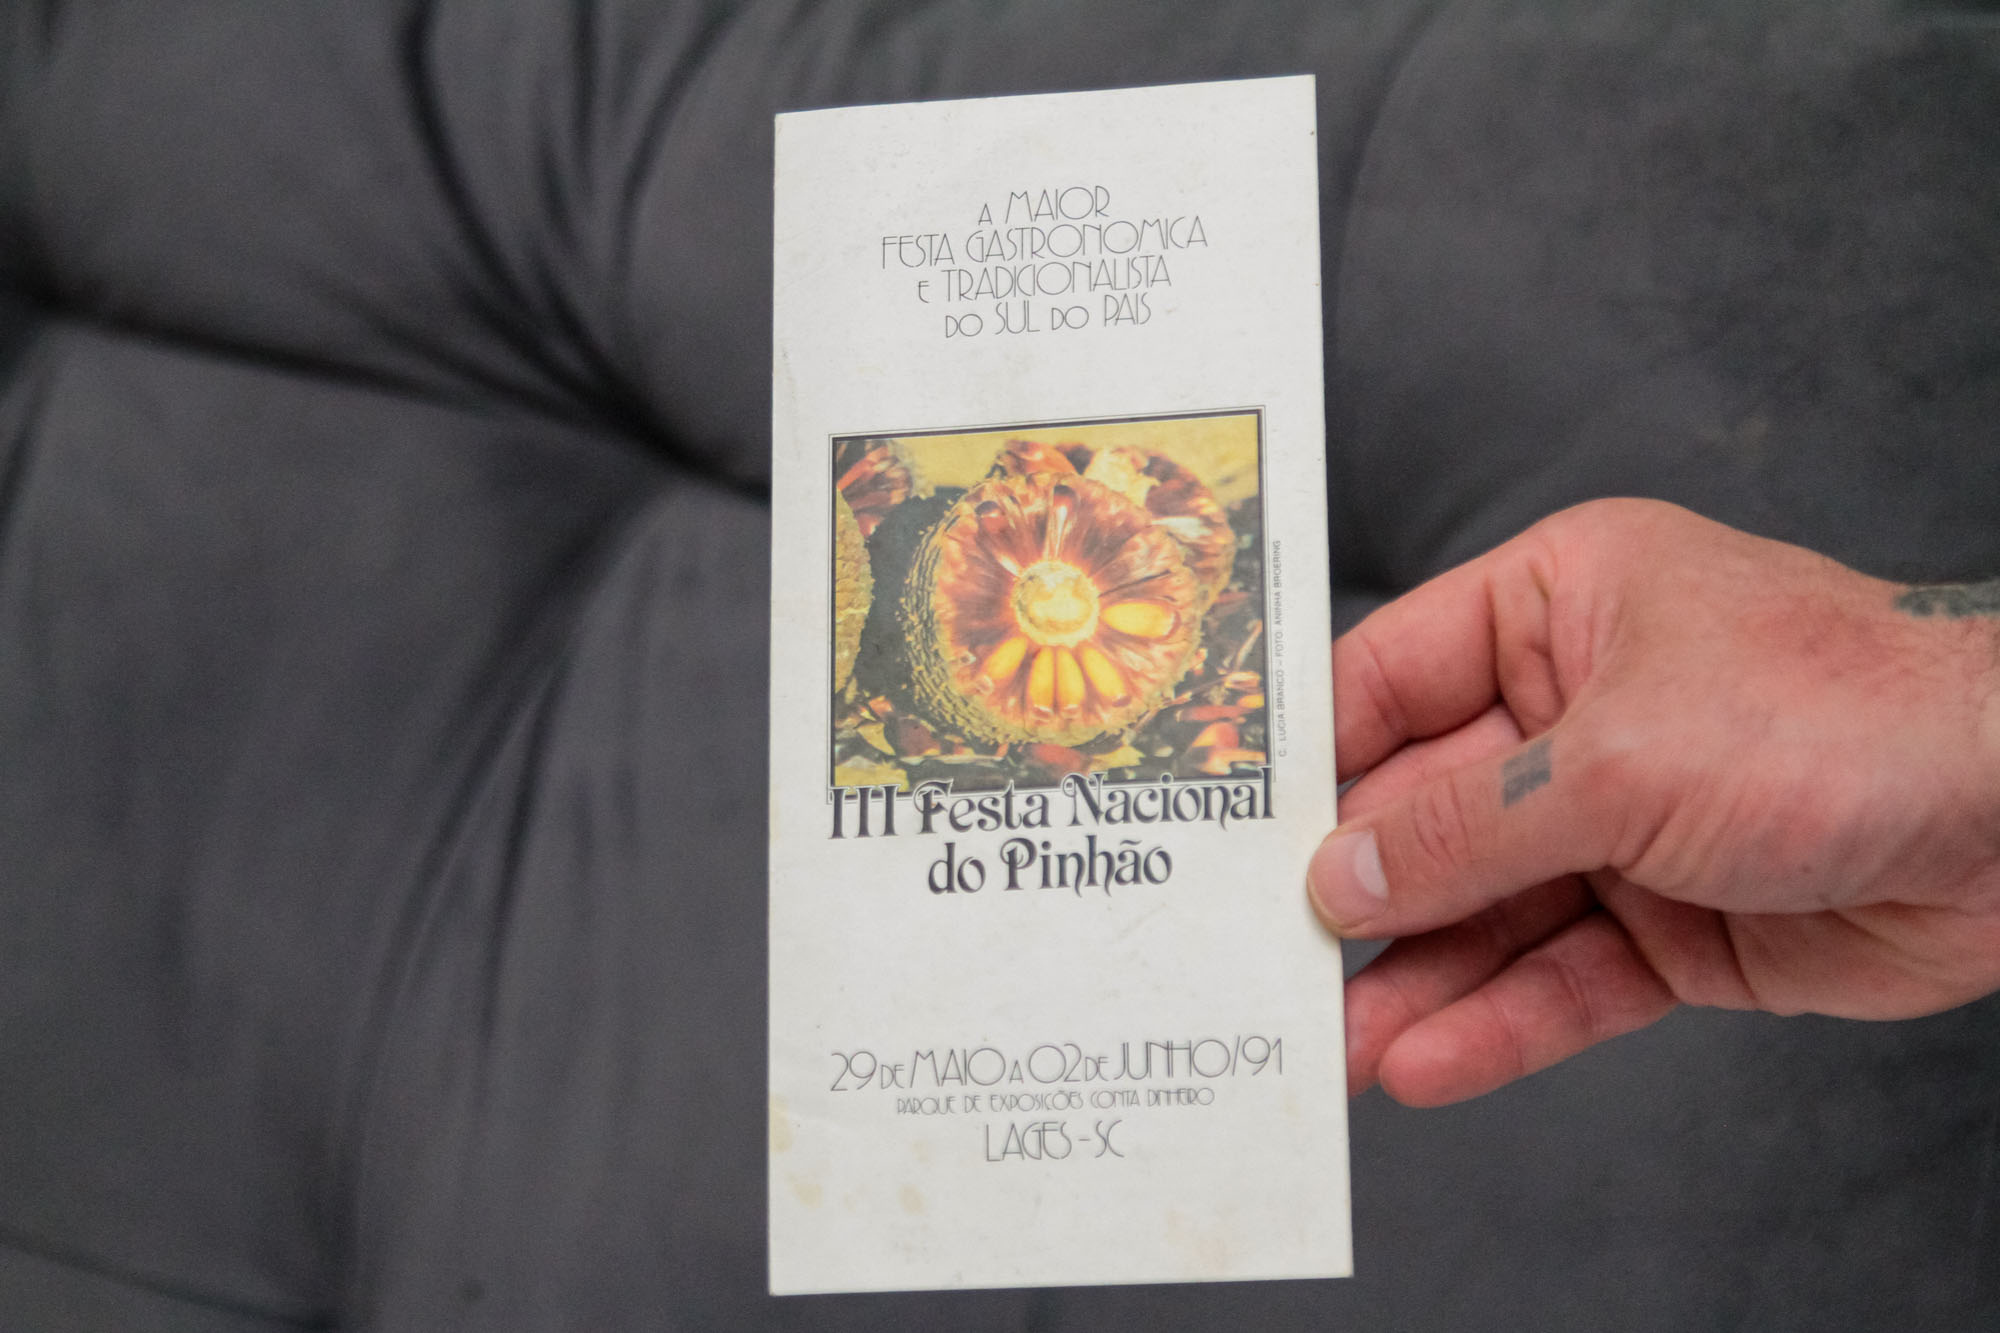 A MAIOR
FESTA GASTRONOMICA
E TRADICIONALISTA
DO SUL DO PAIS
C. LUCIA BRANCO – FOTO: ANINHA BROERING
III Festa Nacional
do Pinhão
29 DE MAIO A 02 DE JUNHO/91
PARQUE DE EXPOSIÇÕES CONTA DINHEIRO
LAGES-SC